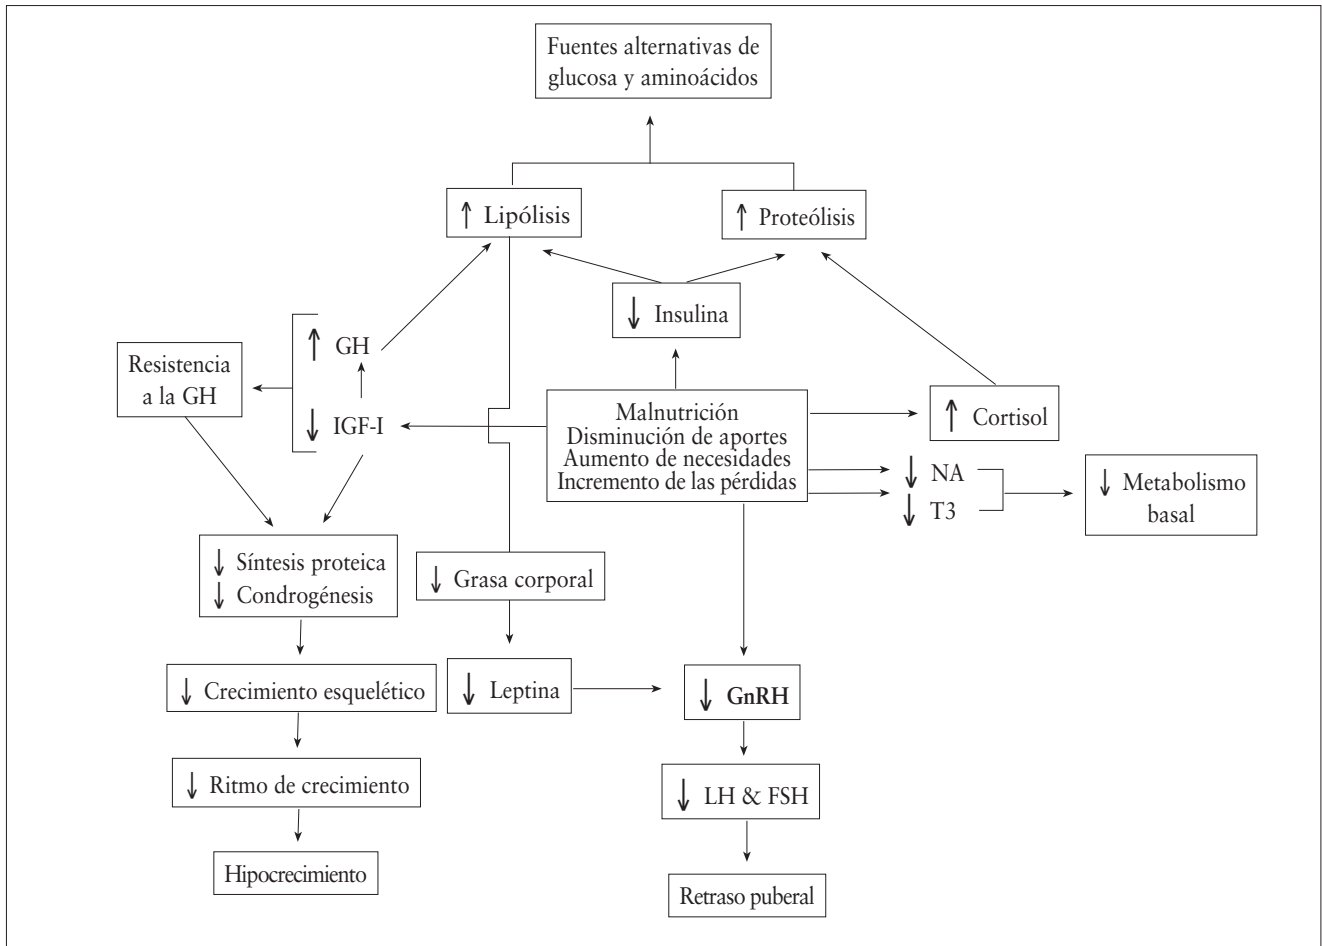 Fuentes alternativas de
glucosa y aminoácidos
↑ Lipólisis
↑ Proteólisis
↓ Insulina
↑ GH
Resistencia
a la GH
↓ IGF-I
Malnutrición
Disminución de aportes
Aumento de necesidades
Incremento de las pérdidas
↑ Cortisol
↓ NA
↓ T3
↓ Metabolismo
basal
↓ Síntesis proteica
↓ Condrogénesis
↓ Grasa corporal
↓ Crecimiento esquelético
↓ Leptina
↓ GnRH
↓ Ritmo de crecimiento
↓ LH & FSH
Hipocrecimiento
Retraso puberal